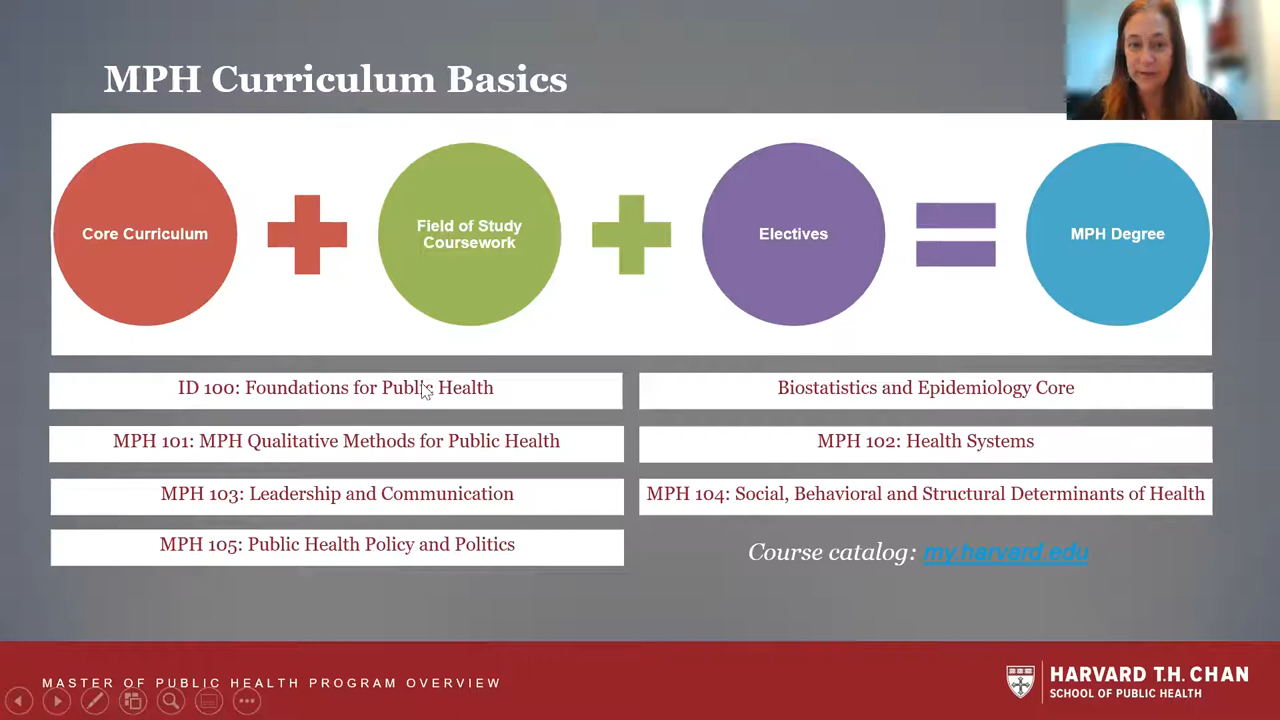 MPH Curriculum Basics
Core Curriculum
Field of Study
Coursework
Electives
MPH Degree
ID 100: Foundations for Public Health
Biostatistics and Epidemiology Core
MPH 101: MPH Qualitative Methods for Public Health
MPH 102: Health Systems
MPH 103: Leadership and Communication
MPH 104: Social, Behavioral and Structural Determinants of Health
MPH 105: Public Health Policy and Politics
Course catalog: my.harvard.edu
MASTER OF PUBLIC HEALTH PROGRAM OVERVIEW
HARVARD T.H. CHAN
SCHOOL OF PUBLIC HEALTH